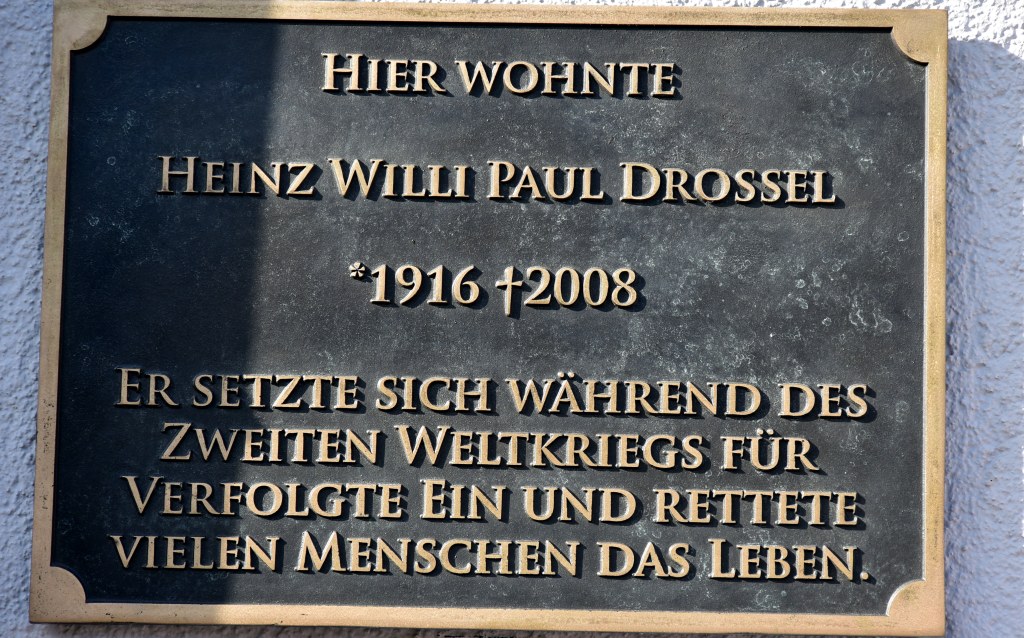 HIER WOHNTE
HEINZ WILLI PAUL DROSSEL
*1916 †2008
ER SETZTE SICH WÄHREND DES
ZWEITEN WELTKRIEGS FÜR
VERFOLGTE EIN UND RETTETE
VIELEN MENSCHEN DAS LEBEN.